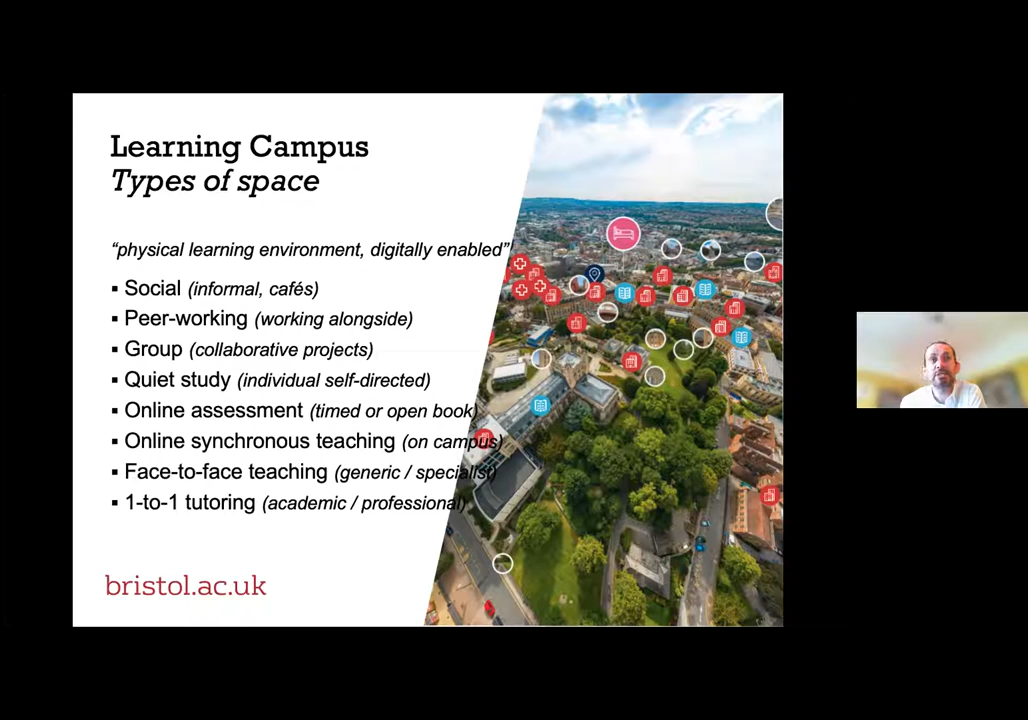 Learning Campus
Types of space
“physical learning environment, digitally enabled”
▪ Social (informal, cafés)
▪ Peer-working (working alongside)
▪ Group (collaborative projects)
▪ Quiet study (individual self-directed)
▪ Online assessment (timed or open book)
▪ Online synchronous teaching (on campus)
▪ Face-to-face teaching (generic / specialist)
▪ 1-to-1 tutoring (academic / professional)
bristol.ac.uk